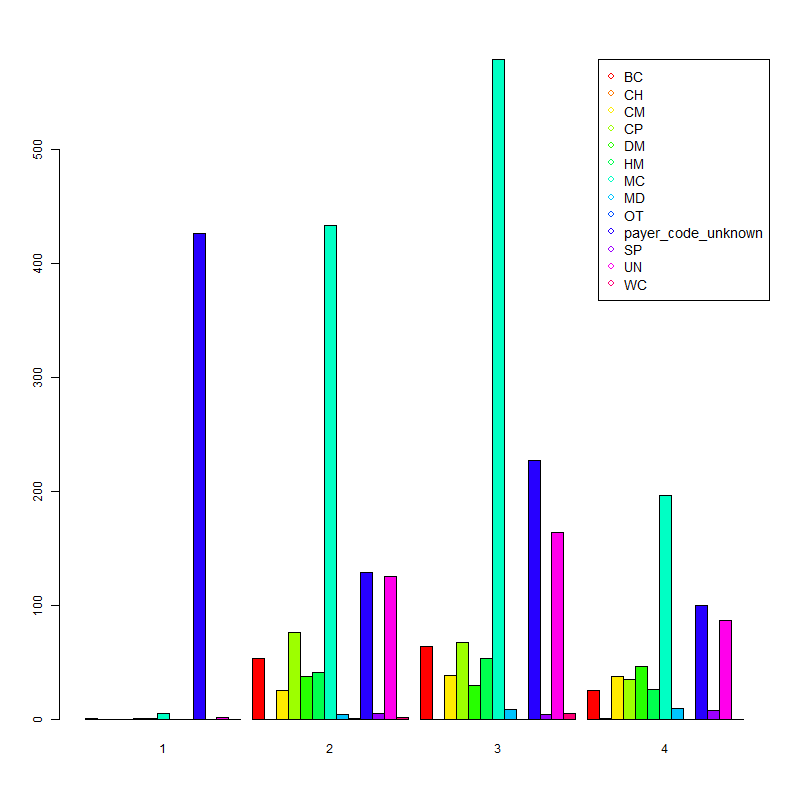 500
400
300
200
100
0
1 2 3 4
BC
CH
CM
CP
DM
HM
MC
MD
OT
payer_code_unknown
SP
UN
WC